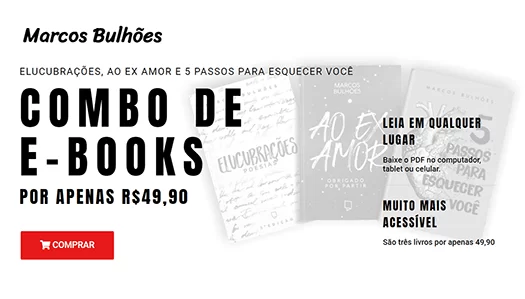 Marcos Bulhões
ELUCUBRAÇÕES, AO EX AMOR E 5 PASSOS PARA ESQUECER VOCÊ
COMBO DE
E-BOOKS
POR APENAS R$49,90
COMPRAR
ELUCUBRAÇÕES
POESIAS
MARCOS
BULHÕES
AO EX
AMOR
OBRIGADO
POR PARTIR
MARCOS BULHÕES
5
PASSOS
PARA
ESQUECER
VOCÊ
LEIA EM QUALQUER
LUGAR
Baixe o PDF no computador,
tablet ou celular.
MUITO MAIS
ACESSÍVEL
São três livros por apenas 49,90